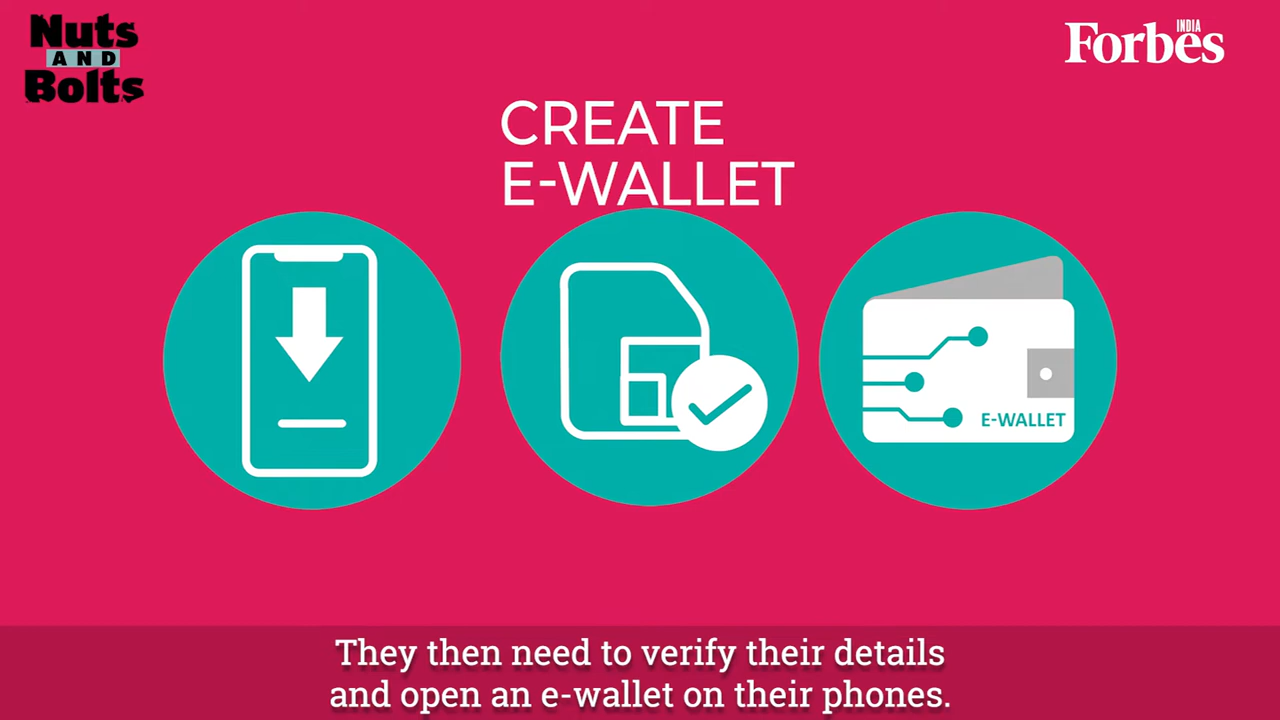 Nuts
AND
Bolts
INDIA
Forbes
CREATE
E-WALLET
E-WALLET
They then need to verify their details
and open an e-wallet on their phones.